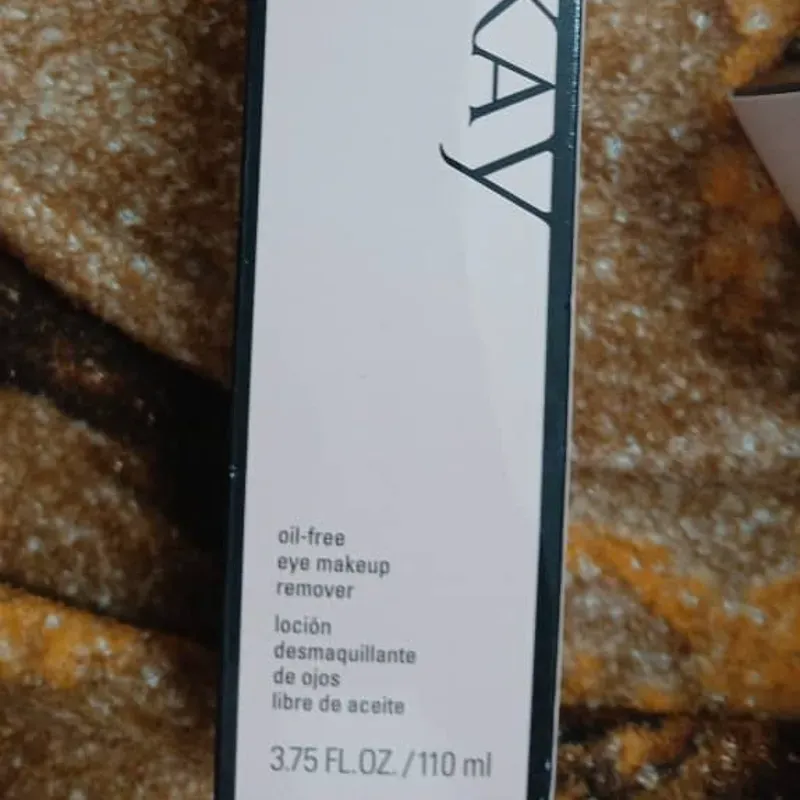 KAY
oil-free
eye makeup
remover
loción
desmaquillante
de ojos
libre de aceite
3.75 FL.OZ. / 110 ml